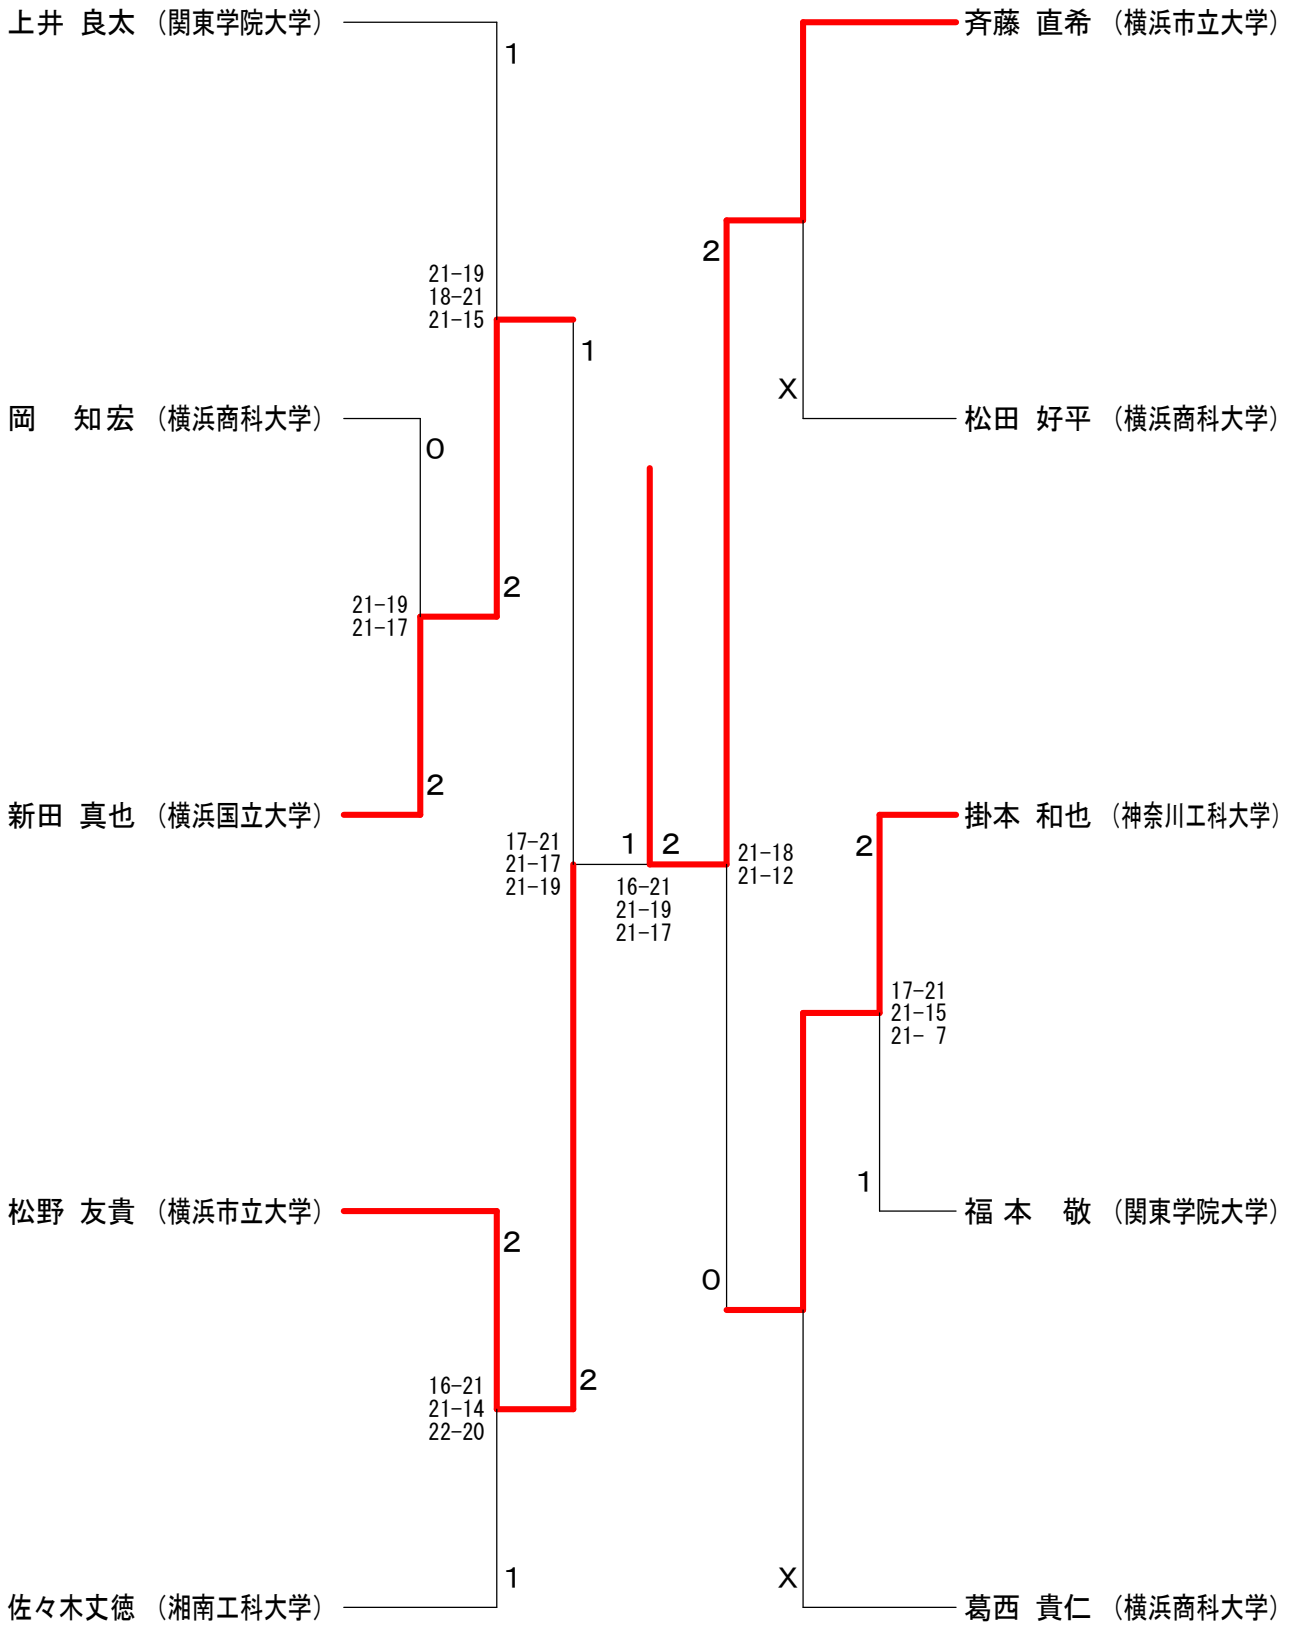 上井 良太 （関東学院大学）
1
21-19
18-21
21-15
1
岡　知宏 （横浜商科大学）
0
2
21-19
21-17
2
新田 真也 （横浜国立大学）
17-21
21-17
21-19
松野 友貴 （横浜市立大学）
2
16-21
21-14
22-20
2
1
佐々木丈徳 （湘南工科大学）
1
2
16-21
21-19
21-17
斉藤 直希 （横浜市立大学）
2
X
松田 好平 （横浜商科大学）
21-18
21-12
掛本 和也 （神奈川工科大学）
2
17-21
21-15
21- 7
1
福本　敬 （関東学院大学）
0
X
葛西 貴仁 （横浜商科大学）